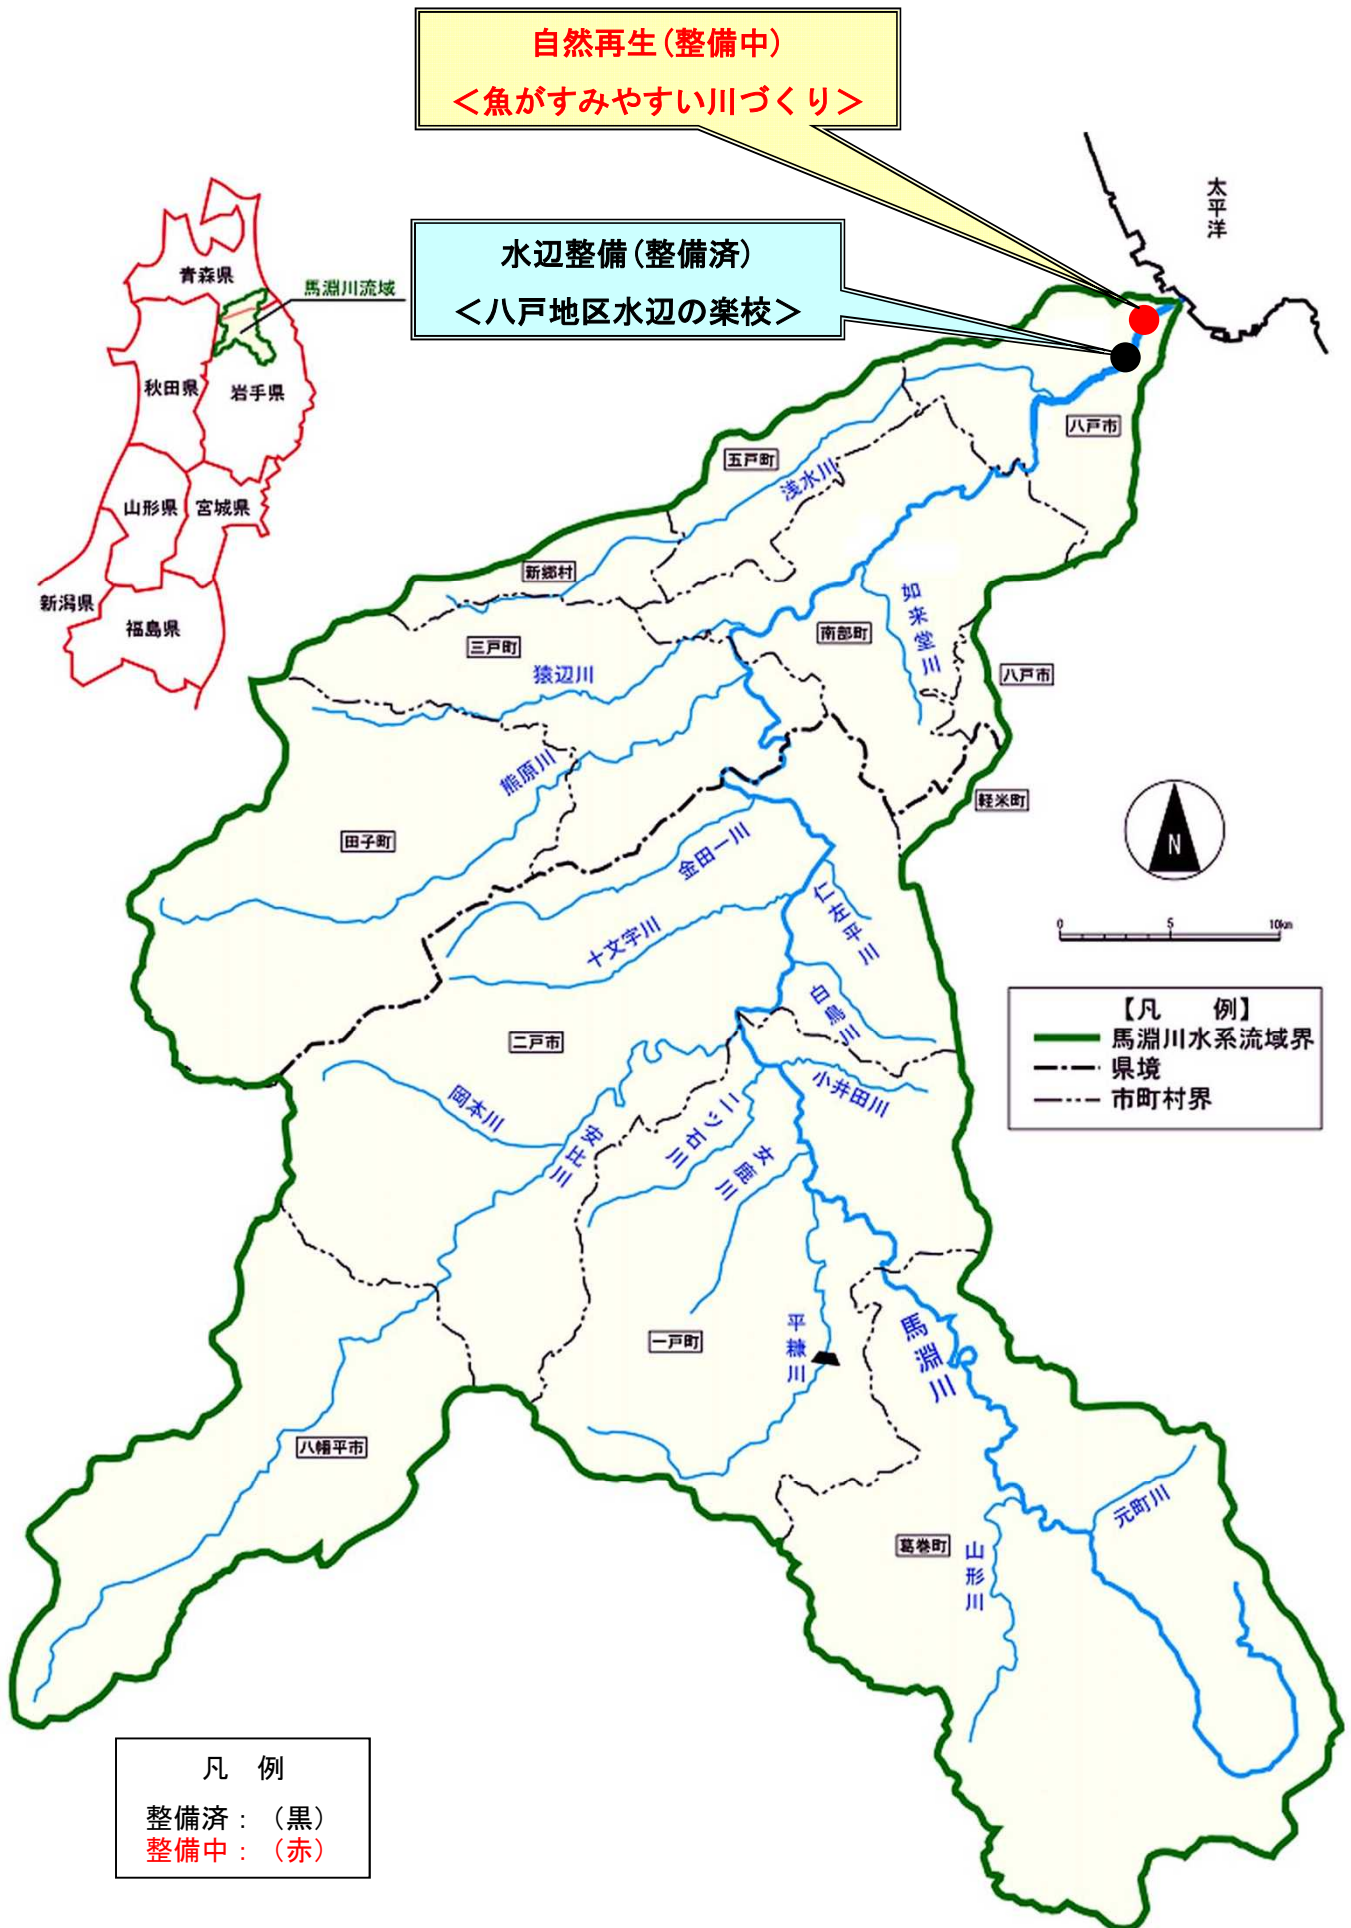 自然再生(整備中)
＜魚がすみやすい川づくり＞
太平洋
水辺整備(整備済)
＜八戸地区水辺の楽校＞
青森県
馬淵川流域
秋田県
岩手県
山形県
宮城県
新潟県
福島県
八戸市
五戸町
浅水川
新郷村
如来堂川
南部町
三戸町
猿辺川
八戸市
熊原川
軽米町
田子町
金田一川
N
仁左平川
十文字川
0 5 10km
白鳥川
二戸市
【凡　例】
馬淵川水系流域界
県境
市町村界
小井田川
岡本川
二ツ石川
安比川
女鹿川
平糠川
馬淵川
一戸町
八幡平市
元町川
葛巻町
山形川
凡　例
整備済：（黒）
整備中：（赤）